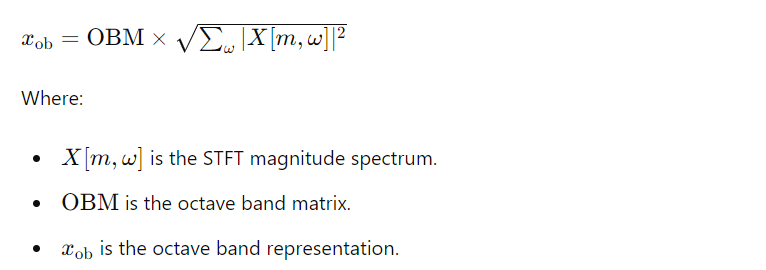 x_ob = OBM × √∑_ω |X[m, ω]|²
Where:
• X[m, ω] is the STFT magnitude spectrum.
• OBM is the octave band matrix.
• x_ob is the octave band representation.